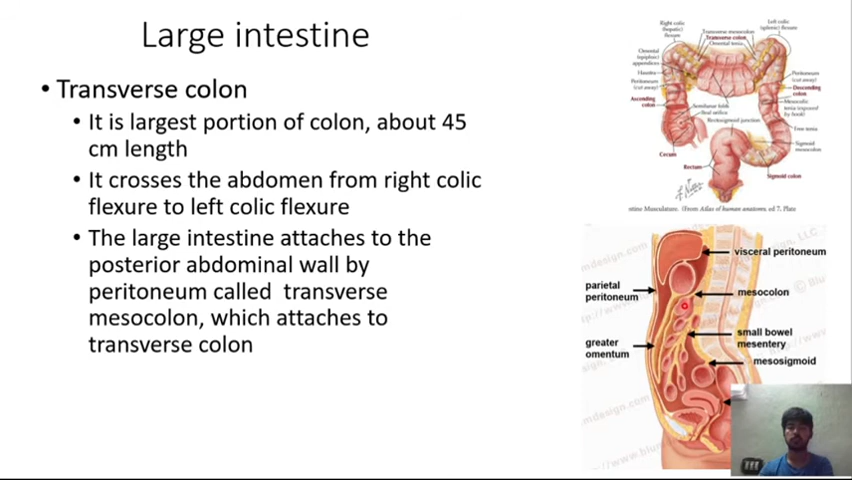 Large intestine
• Transverse colon
• It is largest portion of colon, about 45
cm length
• It crosses the abdomen from right colic
flexure to left colic flexure
• The large intestine attaches to the
posterior abdominal wall by
peritoneum called transverse
mesocolon, which attaches to
transverse colon
Right colic
(hepatic)
flexure
Transverse mesocolon
Transverse colon
Omental tenia
Left colic
(splenic) flexure
Omental
(epiploic)
appendices
Haustra
Peritoneum
(cut away)
Ascending
colon
Semilunar folds
Ileal orifice
Rectosigmoid junction
Cecum
Rectum
Peritoneum
(cut away)
Descending
colon
Mesocolic
tenia (exposed
by hook)
Free tenia
Sigmoid
mesocolon
Sigmoid colon
stine Musculature. (From Atlas of human anatomy, ed 7, Plate
visceral peritoneum
parietal
peritoneum
mesocolon
small bowel
mesentery
greater
omentum
mesosigmoid